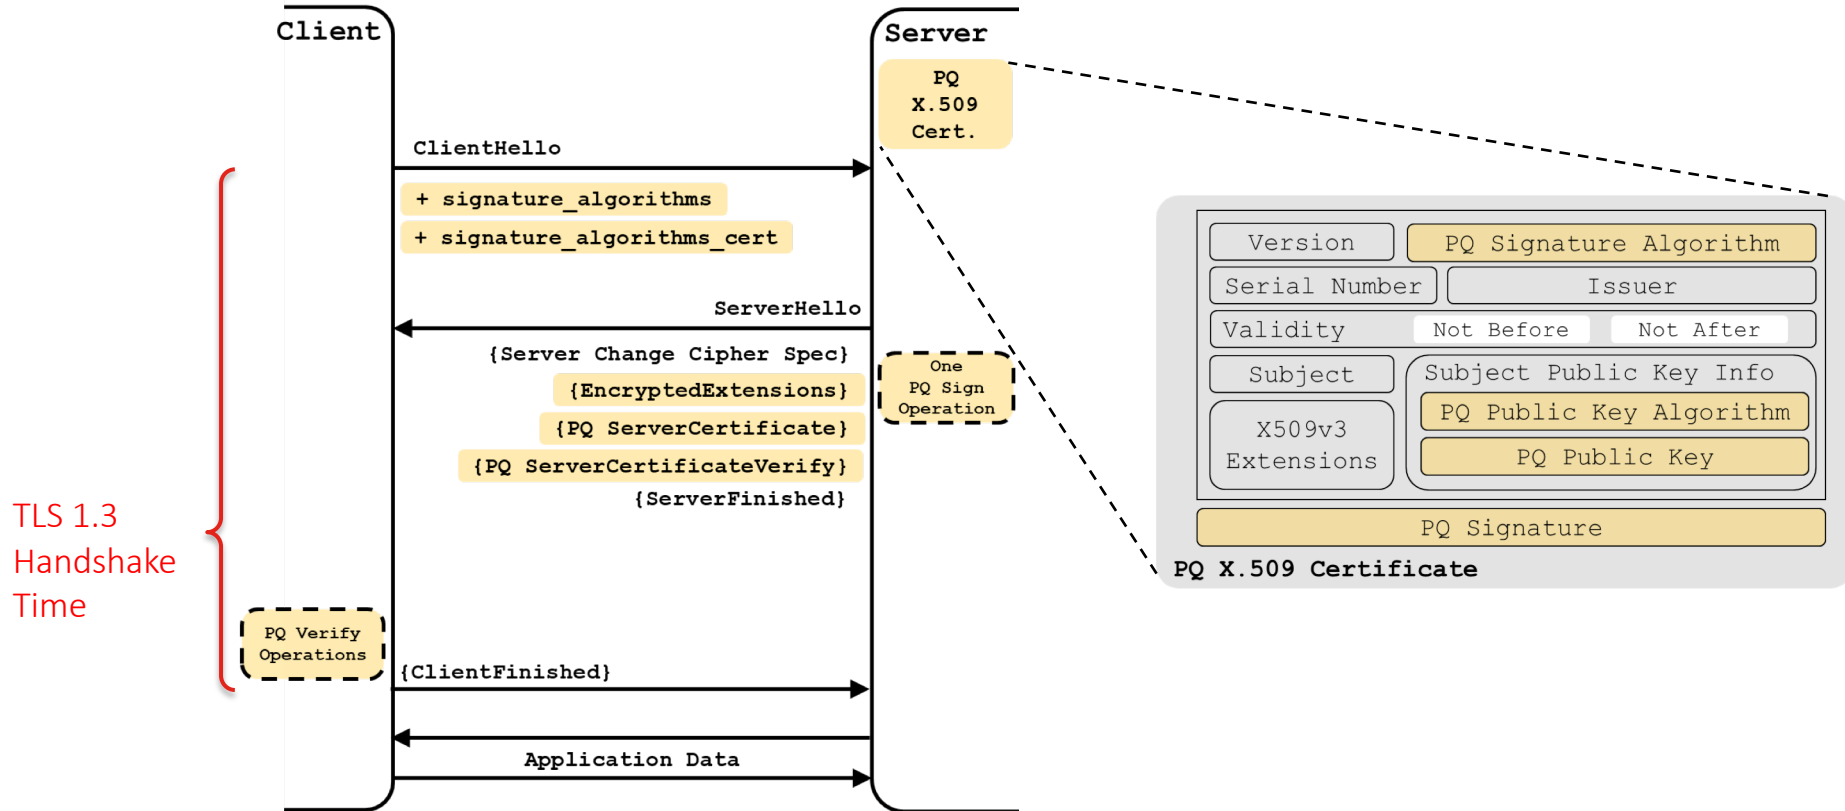 Client
Server
PQ
X.509
Cert.
ClientHello
+ signature_algorithms
+ signature_algorithms_cert
ServerHello
{Server Change Cipher Spec}
{EncryptedExtensions}
{PQ ServerCertificate}
{PQ ServerCertificateVerify}
{ServerFinished}
One
PQ Sign
Operation
TLS 1.3
Handshake
Time
PQ Verify
Operations
{ClientFinished}
Application Data
Version
PQ Signature Algorithm
Serial Number
Issuer
Validity
Not Before
Not After
Subject
Subject Public Key Info
PQ Public Key Algorithm
PQ Public Key
X509v3
Extensions
PQ Signature
PQ X.509 Certificate